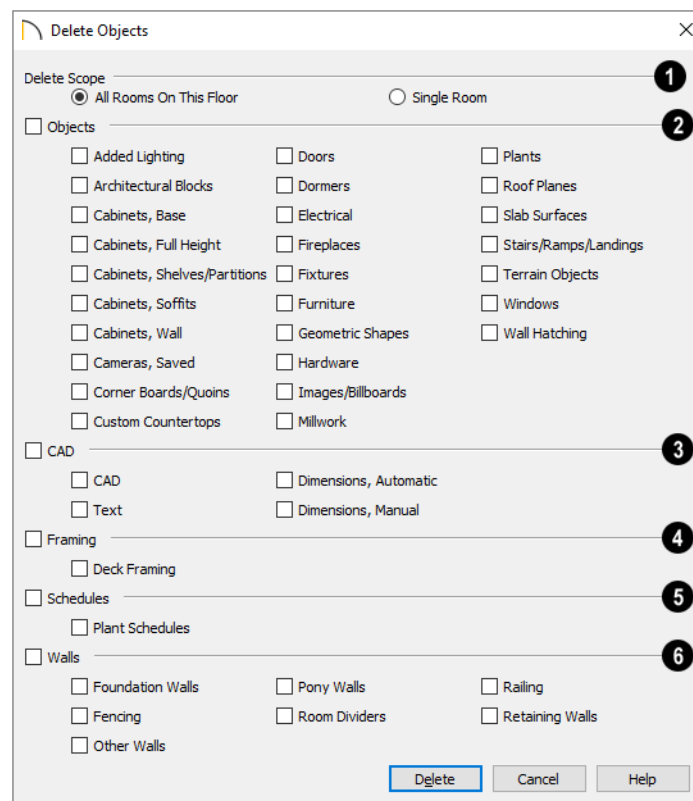 Delete Objects
Delete Scope 1
All Rooms On This Floor Single Room
Objects 2
Added Lighting Doors Plants
Architectural Blocks Dormers Roof Planes
Cabinets, Base Electrical Slab Surfaces
Cabinets, Full Height Fireplaces Stairs/Ramps/Landings
Cabinets, Shelves/Partitions Fixtures Terrain Objects
Cabinets, Soffits Furniture Windows
Cabinets, Wall Geometric Shapes Wall Hatching
Cameras, Saved Hardware
Corner Boards/Quoins Images/Billboards
Custom Countertops Millwork
CAD 3
CAD Dimensions, Automatic
Text Dimensions, Manual
Framing 4
Deck Framing
Schedules 5
Plant Schedules
Walls 6
Foundation Walls Pony Walls Railing
Fencing Room Dividers Retaining Walls
Other Walls
Delete Cancel Help